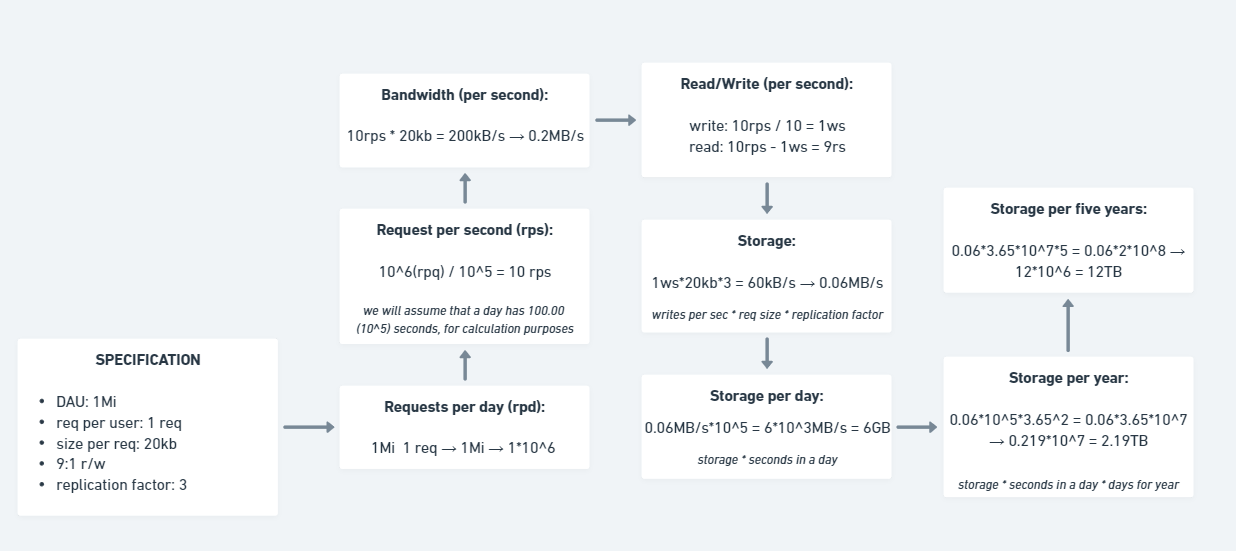 SPECIFICATION
• DAU: 1Mi
• req per user: 1 req
• size per req: 20kb
• 9:1 r/w
• replication factor: 3
Requests per day (rpd):
1Mi  1 req → 1Mi → 1*10^6
Request per second (rps):
10^6(rpq) / 10^5 = 10 rps
we will assume that a day has 100.00
(10^5) seconds, for calculation purposes
Bandwidth (per second):
10rps * 20kb = 200kB/s → 0.2MB/s
Read/Write (per second):
write: 10rps / 10 = 1ws
read: 10rps - 1ws = 9rs
Storage:
1ws*20kb*3 = 60kB/s → 0.06MB/s
writes per sec * req size * replication factor
Storage per day:
0.06MB/s*10^5 = 6*10^3MB/s = 6GB
storage * seconds in a day
Storage per year:
0.06*10^5*3.65^2 = 0.06*3.65*10^7
→ 0.219*10^7 = 2.19TB
storage * seconds in a day * days for year
Storage per five years:
0.06*3.65*10^7*5 = 0.06*2*10^8 →
12*10^6 = 12TB